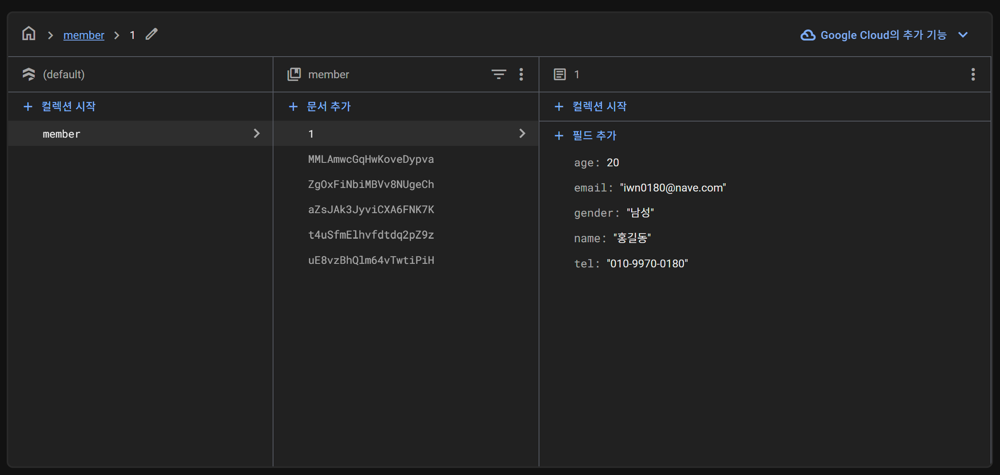 member 1
Google Cloud의 추가 기능
(default)
컬렉션 시작
member
member
문서 추가
1
MMLAmwcGqHwKoveDypva
ZgOxFiNbiMBVv8NUgeCh
aZsJAk3JyviCXA6FNK7K
t4uSfmElhvfdtdq2pZ9z
uE8vzBhQlm64vTwtiPiH
1
컬렉션 시작
필드 추가
age: 20
email: "iwn0180@nave.com"
gender: "남성"
name: "홍길동"
tel: "010-9970-0180"